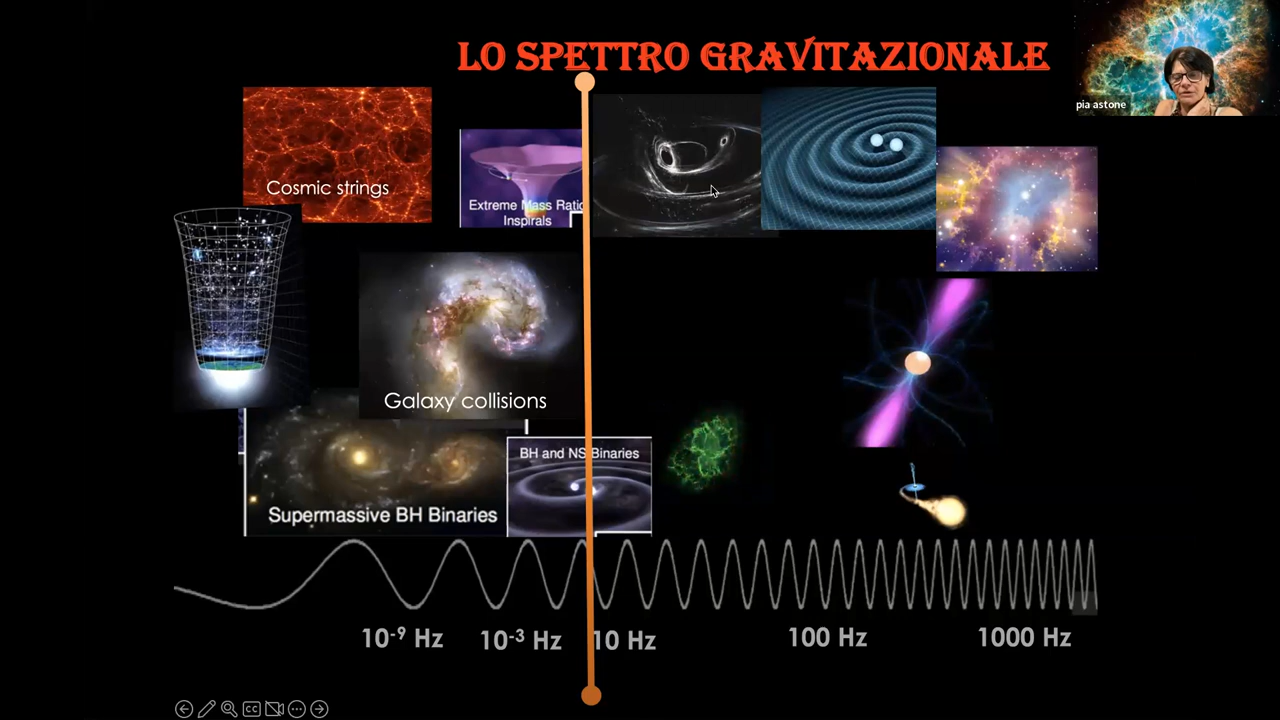 LO SPETTRO GRAVITAZIONALE
pia astone
Cosmic strings
Extreme Mass Ratio
Inspirals
Galaxy collisions
BH and NS Binaries
Supermassive BH Binaries
10⁻⁹ Hz
10⁻³ Hz
10 Hz
100 Hz
1000 Hz
CC